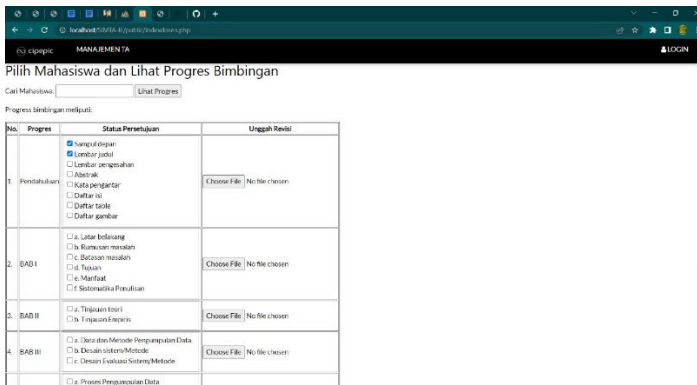 localhost/SIMTA-II/public/indexdosen.php
cipepic MANAJEMEN TA LOGIN
Pilih Mahasiswa dan Lihat Progres Bimbingan
Cari Mahasiswa: Lihat Progres
Progress bimbingan meliputi:
No. Progres Status Persetujuan Unggah Revisi
1. Pendahuluan
Sampul depan
Lembar judul
Lembar pengesahan
Abstrak
Kata pengantar
Daftar isi
Daftar table
Daftar gambar
Choose File No file chosen
2. BAB I
a. Latar belakang
b. Rumusan masalah
c. Batasan masalah
d. Tujuan
e. Manfaat
f. Sistematika Penulisan
Choose File No file chosen
3. BAB II
a. Tinjauan teori
b. Tinjauan Empiris
Choose File No file chosen
4. BAB III
a. Data dan Metode Pengumpulan Data
b. Desain sistem/Metode
c. Desain Evaluasi Sistem/Metode
Choose File No file chosen
a. Proses Pengumpulan Data